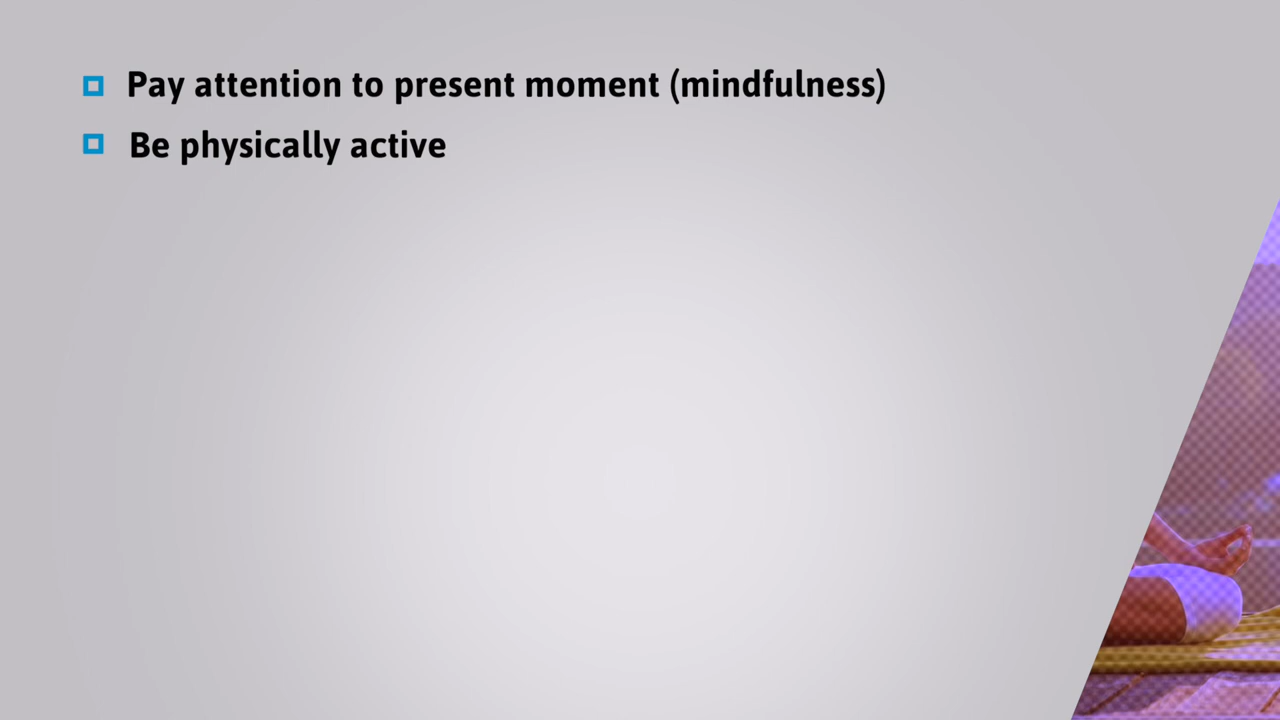 Pay attention to present moment (mindfulness)
Be physically active